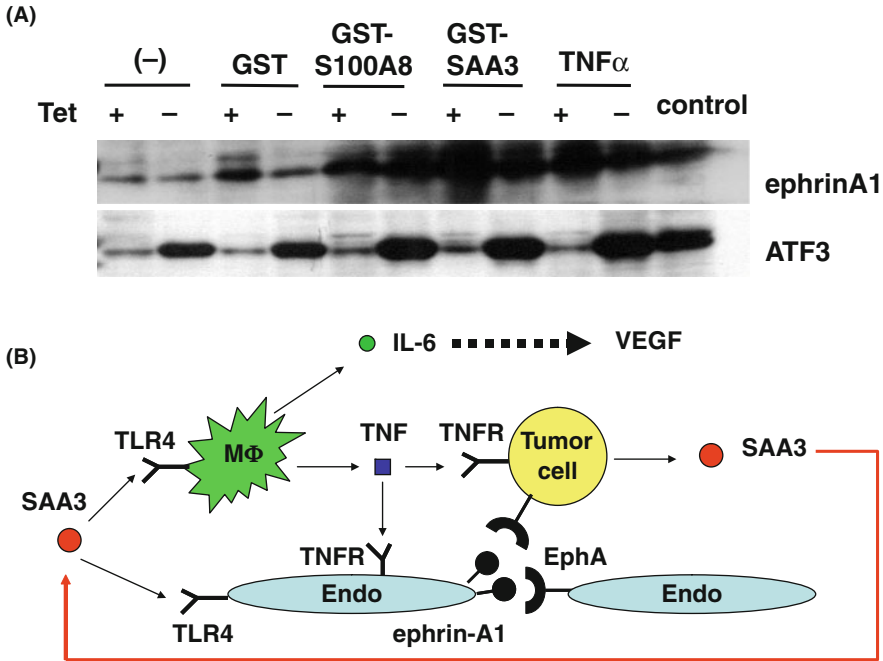 (A)
(–) GST GST-S100A8 GST-SAA3 TNFα control
Tet + – + – + – + – + –
ephrinA1
ATF3
(B)
IL-6 VEGF
TLR4 MΦ TNF TNFR Tumor cell SAA3
SAA3
TNFR EphA
Endo Endo
TLR4 ephrin-A1